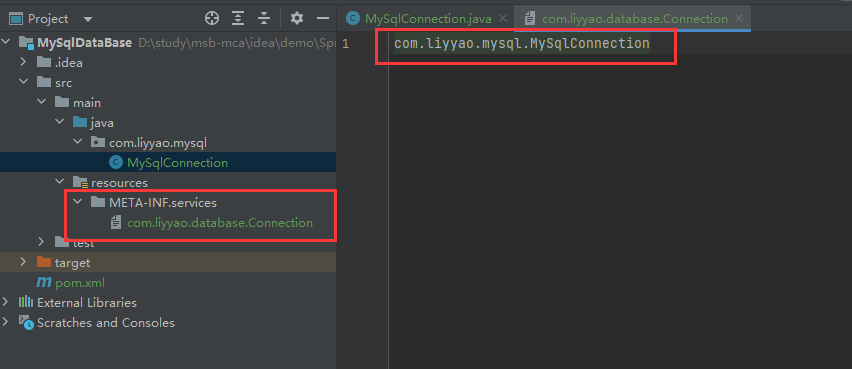 Project
MySqlDataBase D:\study\msb-mca\idea\demo\Spr
.idea
src
main
java
com.liyyao.mysql
MySqlConnection
resources
META-INF.services
com.liyyao.database.Connection
test
target
pom.xml
External Libraries
Scratches and Consoles
MySqlConnection.java
com.liyyao.database.Connection
1 com.liyyao.mysql.MySqlConnection